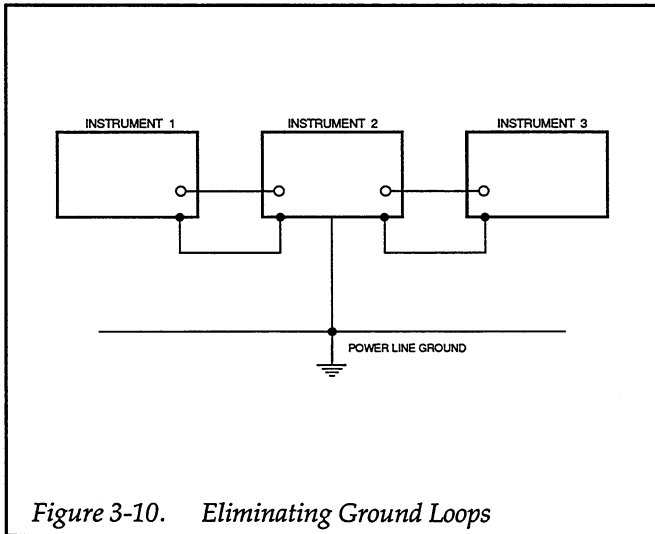 INSTRUMENT 1 INSTRUMENT 2 INSTRUMENT 3
POWER LINE GROUND
Figure 3-10. Eliminating Ground Loops